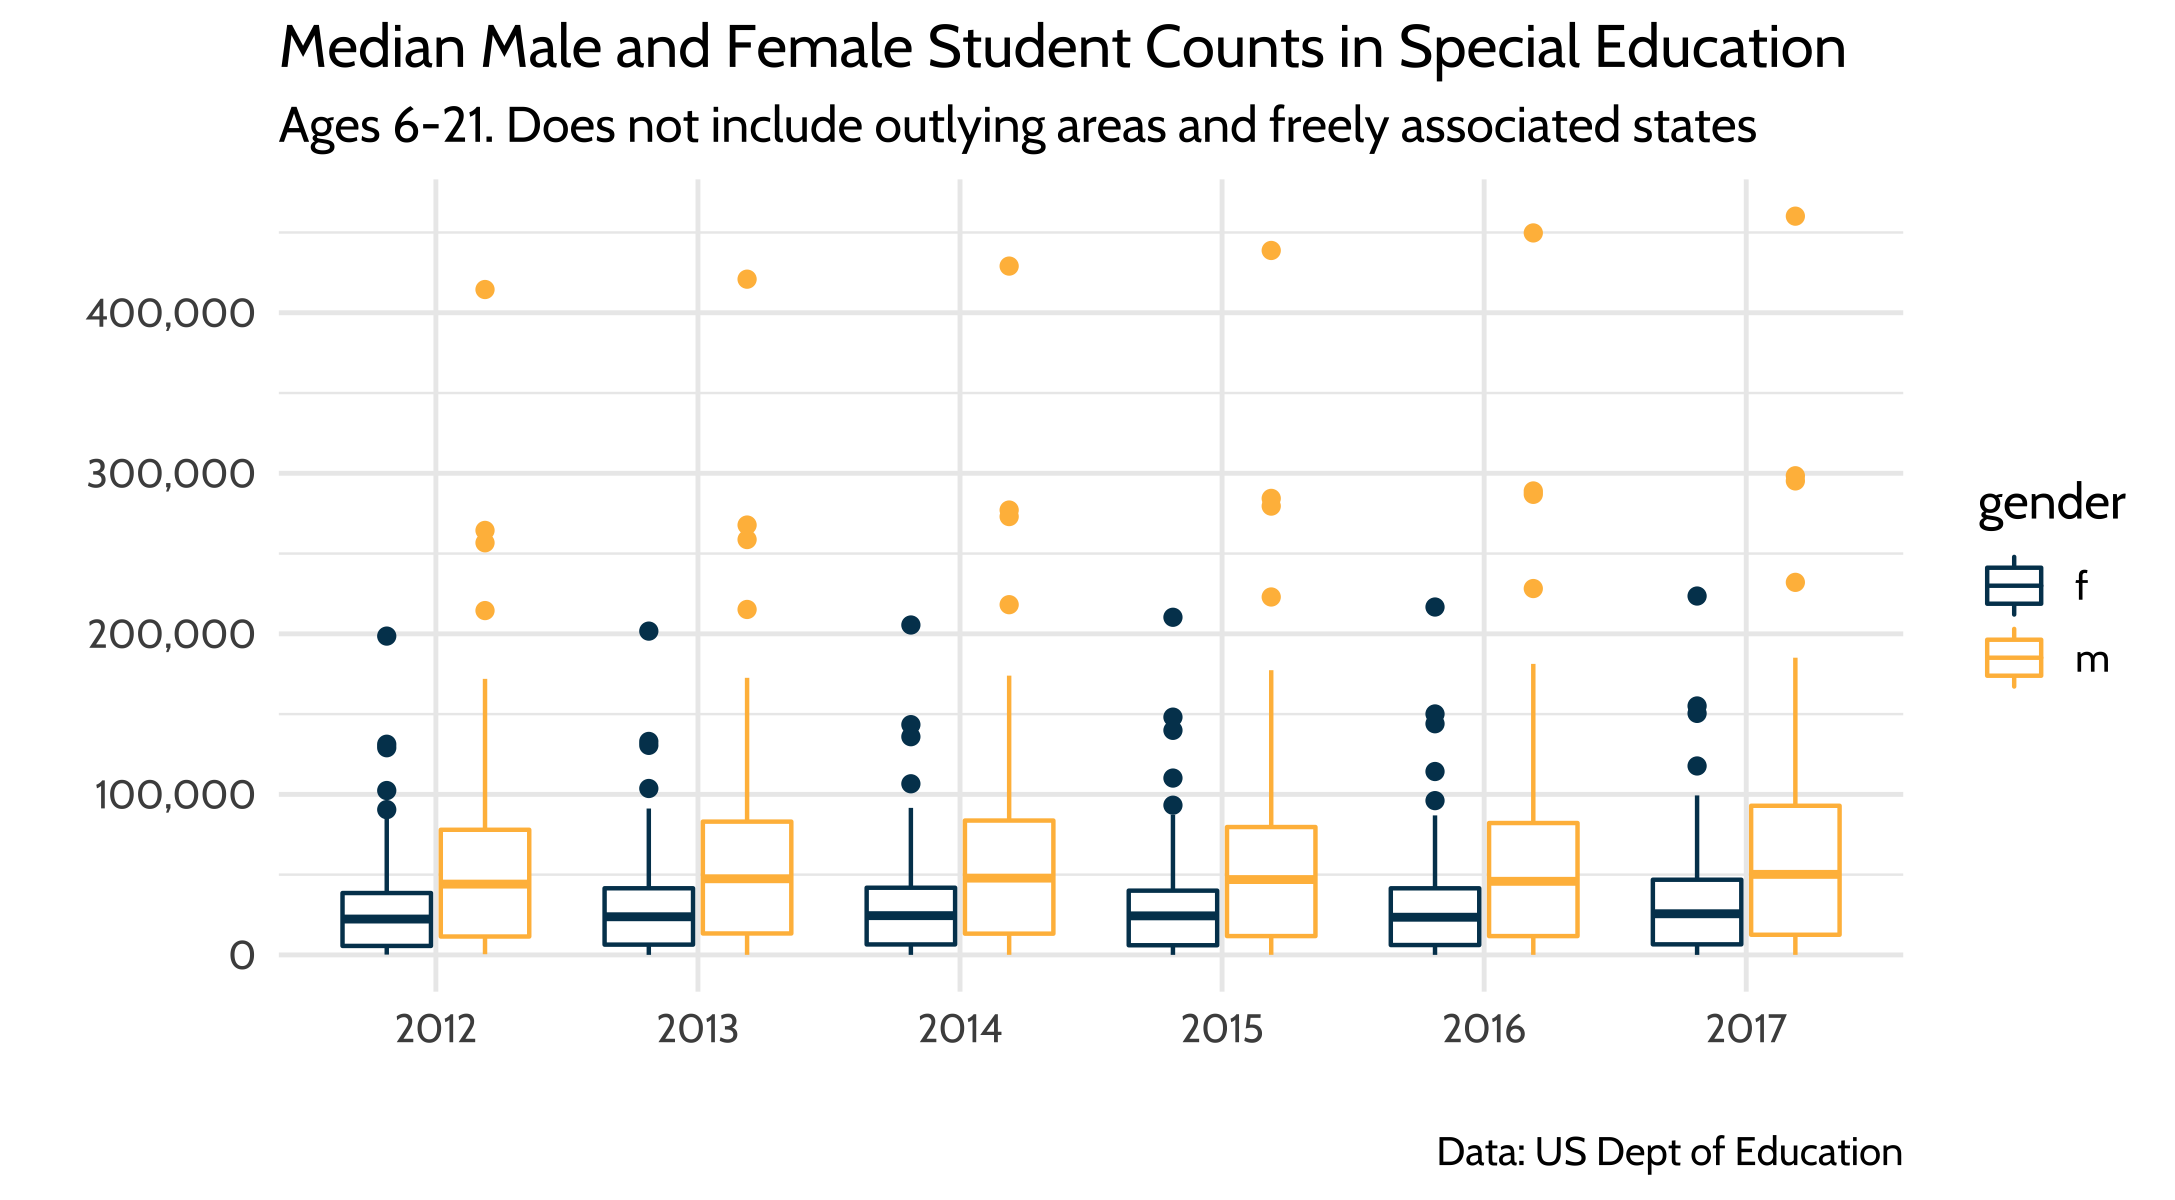 Median Male and Female Student Counts in Special Education
Ages 6-21. Does not include outlying areas and freely associated states
400,000
300,000
200,000
100,000
0
2012 2013 2014 2015 2016 2017
gender
f
m
Data: US Dept of Education